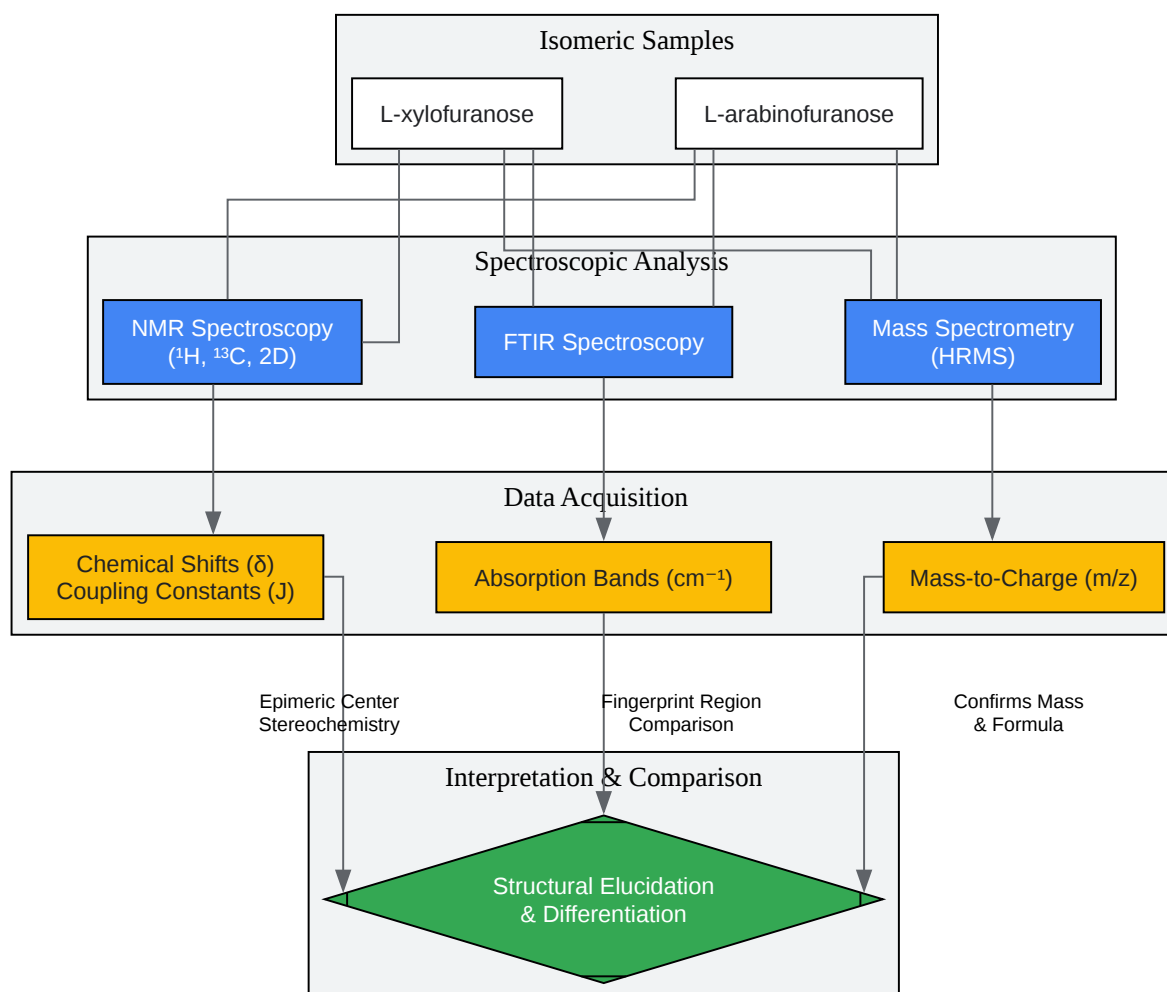 Isomeric Samples
L-xylofuranose
L-arabinofuranose
Spectroscopic Analysis
NMR Spectroscopy
(¹H, ¹³C, 2D)
FTIR Spectroscopy
Mass Spectrometry
(HRMS)
Data Acquisition
Chemical Shifts (δ)
Coupling Constants (J)
Absorption Bands (cm⁻¹)
Mass-to-Charge (m/z)
Epimeric Center
Stereochemistry
Fingerprint Region
Comparison
Confirms Mass
& Formula
Interpretation & Comparison
Structural Elucidation
& Differentiation